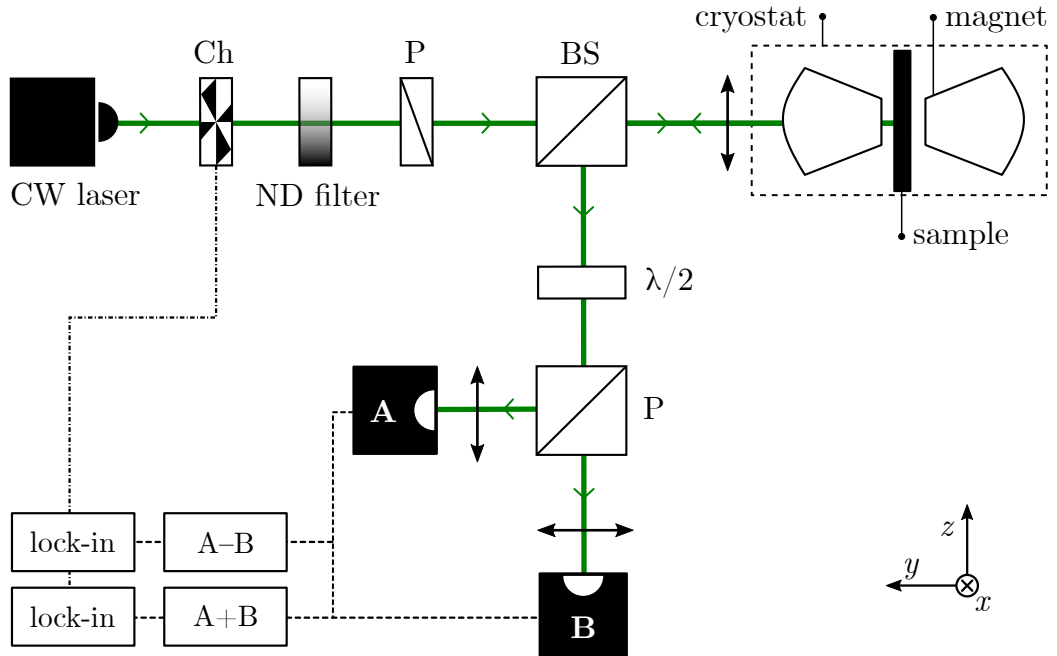 cryostat
magnet
Ch
P
BS
CW laser
ND filter
sample
λ/2
A
P
lock-in
A–B
lock-in
A+B
B
z
y
x